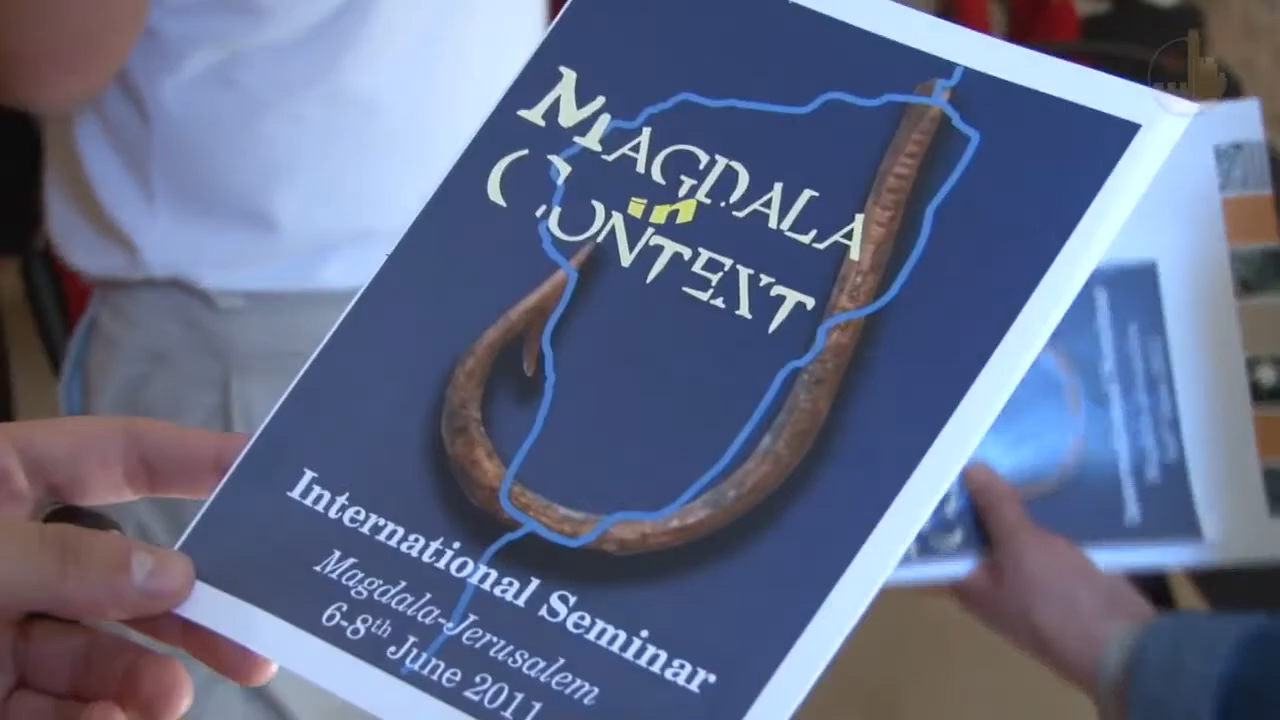 MAGDALA
in
CONTEXT
International Seminar
Magdala-Jerusalem
6-8th June 2011